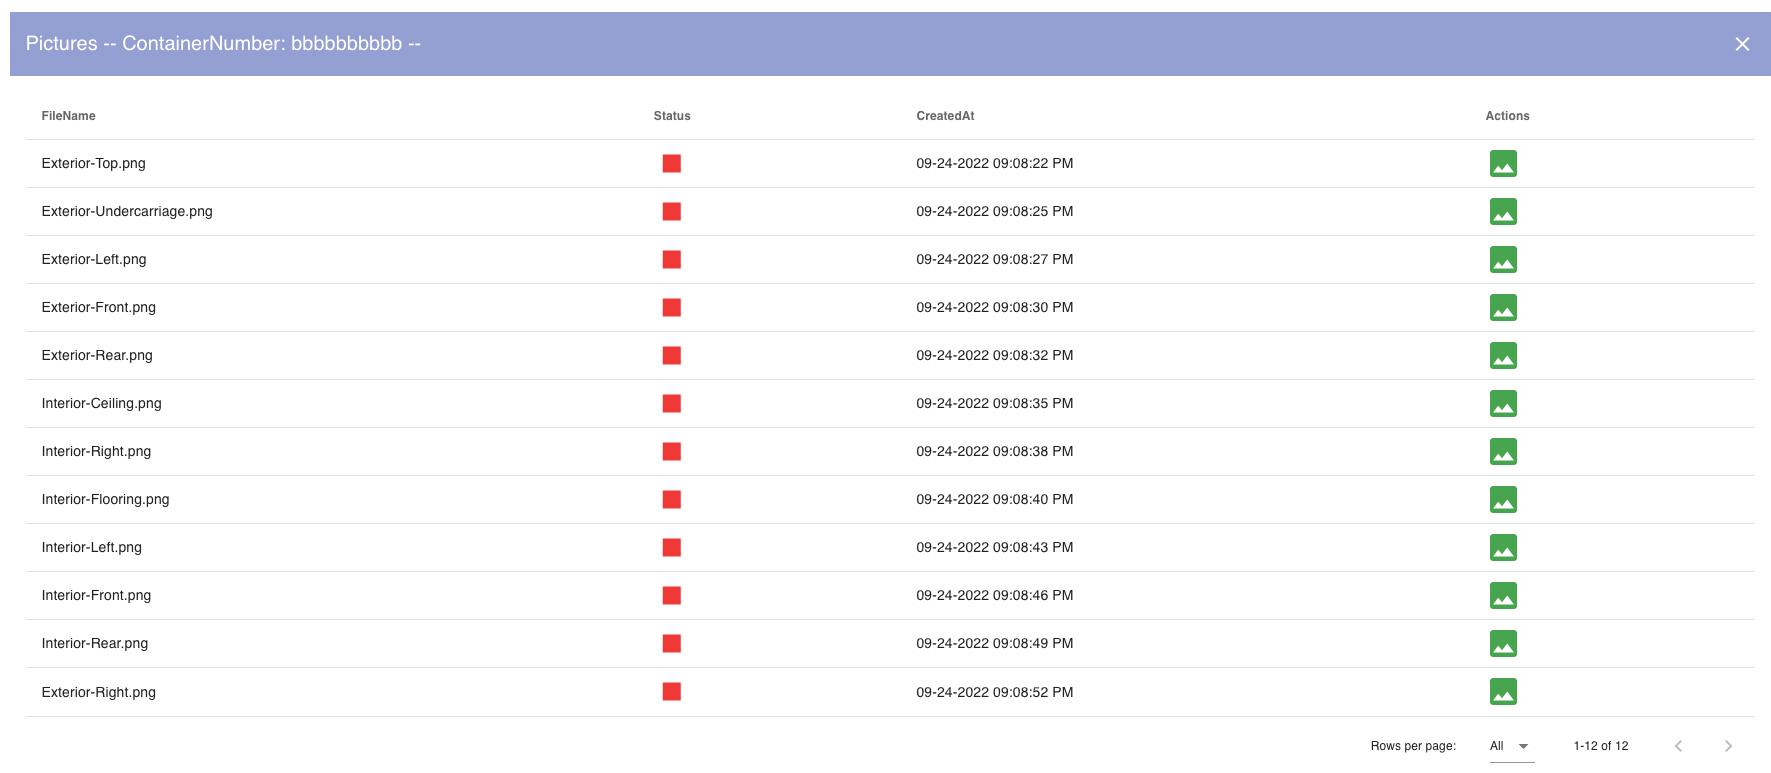 Pictures -- ContainerNumber: bbbbbbbbbb --
FileName Status CreatedAt Actions
Exterior-Top.png 09-24-2022 09:08:22 PM
Exterior-Undercarriage.png 09-24-2022 09:08:25 PM
Exterior-Left.png 09-24-2022 09:08:27 PM
Exterior-Front.png 09-24-2022 09:08:30 PM
Exterior-Rear.png 09-24-2022 09:08:32 PM
Interior-Ceiling.png 09-24-2022 09:08:35 PM
Interior-Right.png 09-24-2022 09:08:38 PM
Interior-Flooring.png 09-24-2022 09:08:40 PM
Interior-Left.png 09-24-2022 09:08:43 PM
Interior-Front.png 09-24-2022 09:08:46 PM
Interior-Rear.png 09-24-2022 09:08:49 PM
Exterior-Right.png 09-24-2022 09:08:52 PM
Rows per page: All 1-12 of 12